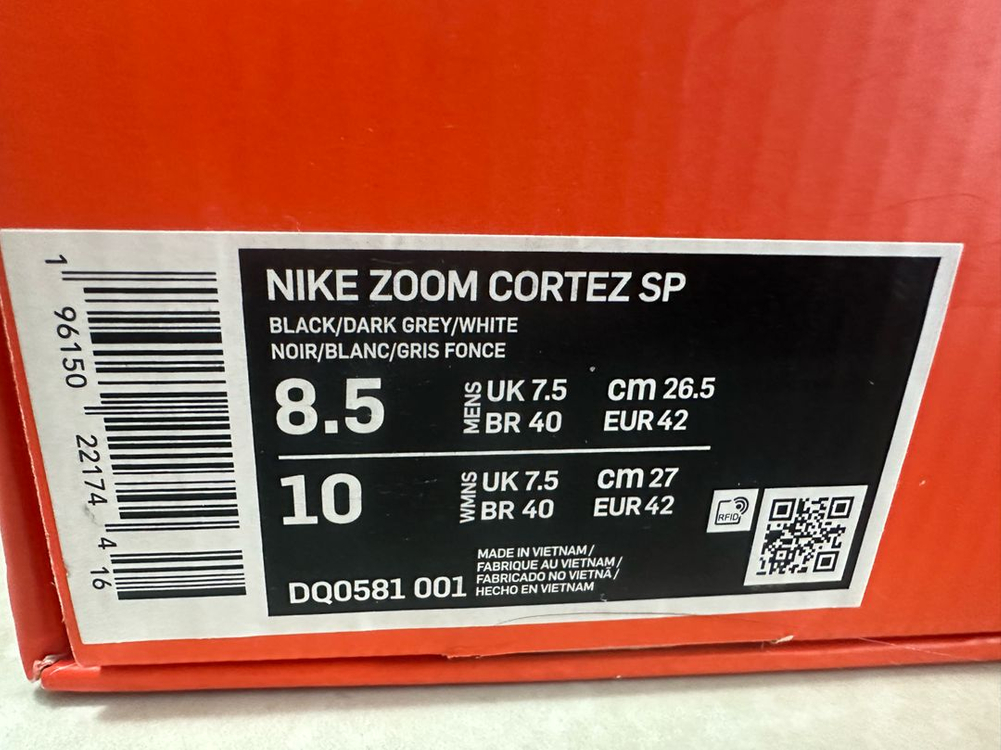 NIKE ZOOM CORTEZ SP
BLACK/DARK GREY/WHITE
NOIR/BLANC/GRIS FONCE
8.5 MENS UK 7.5 cm 26.5
BR 40 EUR 42
10 WMNS UK 7.5 cm 27
BR 40 EUR 42
RFID
MADE IN VIETNAM /
FABRIQUE AU VIETNAM /
FABRICADO NO VIETNÃ /
HECHO EN VIETNAM
DQ0581 001
1 96150 22174 4 16